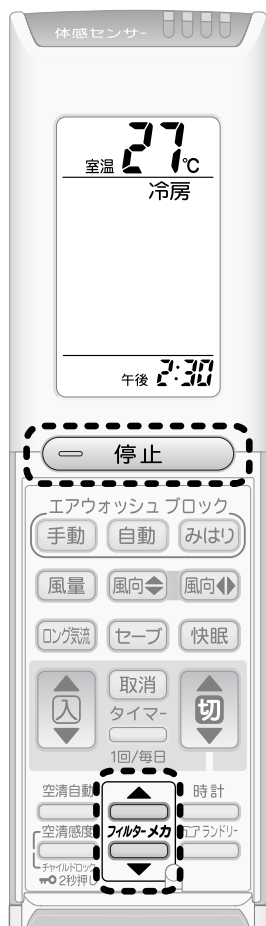 体感センサー
室温 27℃
冷房
午後 2:30
停止
エアウォッシュ ブロック
手動 自動 みはり
風量 風向 風向
ロング気流 セーブ 快眠
入 取消 切
タイマー
1回/毎日
空清自動 時計
空清感度 フィルターメカ エアランドリー
チャイルドロック
2秒押し